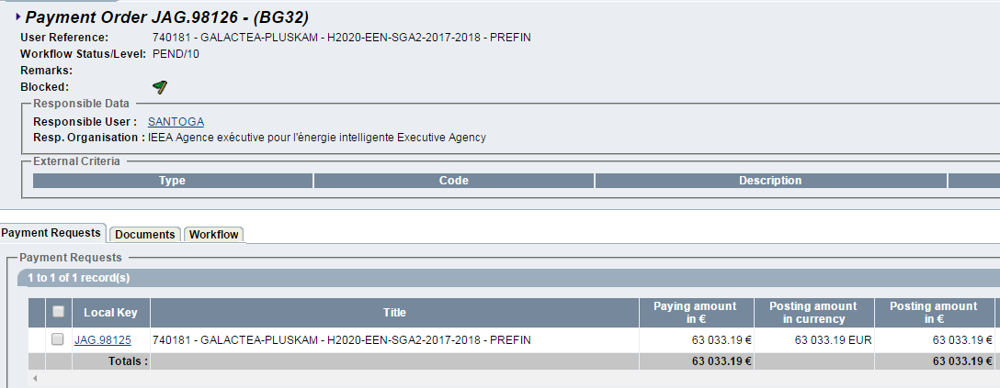 Payment Order JAG.98126 - (BG32)
User Reference: 740181 - GALACTEA-PLUSKAM - H2020-EEN-SGA2-2017-2018 - PREFIN
Workflow Status/Level: PEND/10
Remarks:
Blocked:
Responsible Data
Responsible User : SANTOGA
Resp. Organisation : IEEA Agence exécutive pour l'énergie intelligente Executive Agency
External Criteria
Type Code Description
Payment Requests Documents Workflow
Payment Requests
1 to 1 of 1 record(s)
Local Key Title Paying amount in € Posting amount in currency Posting amount in €
JAG.98125 740181 - GALACTEA-PLUSKAM - H2020-EEN-SGA2-2017-2018 - PREFIN 63 033.19 € 63 033.19 EUR 63 033.19 €
Totals : 63 033.19 € 63 033.19 €